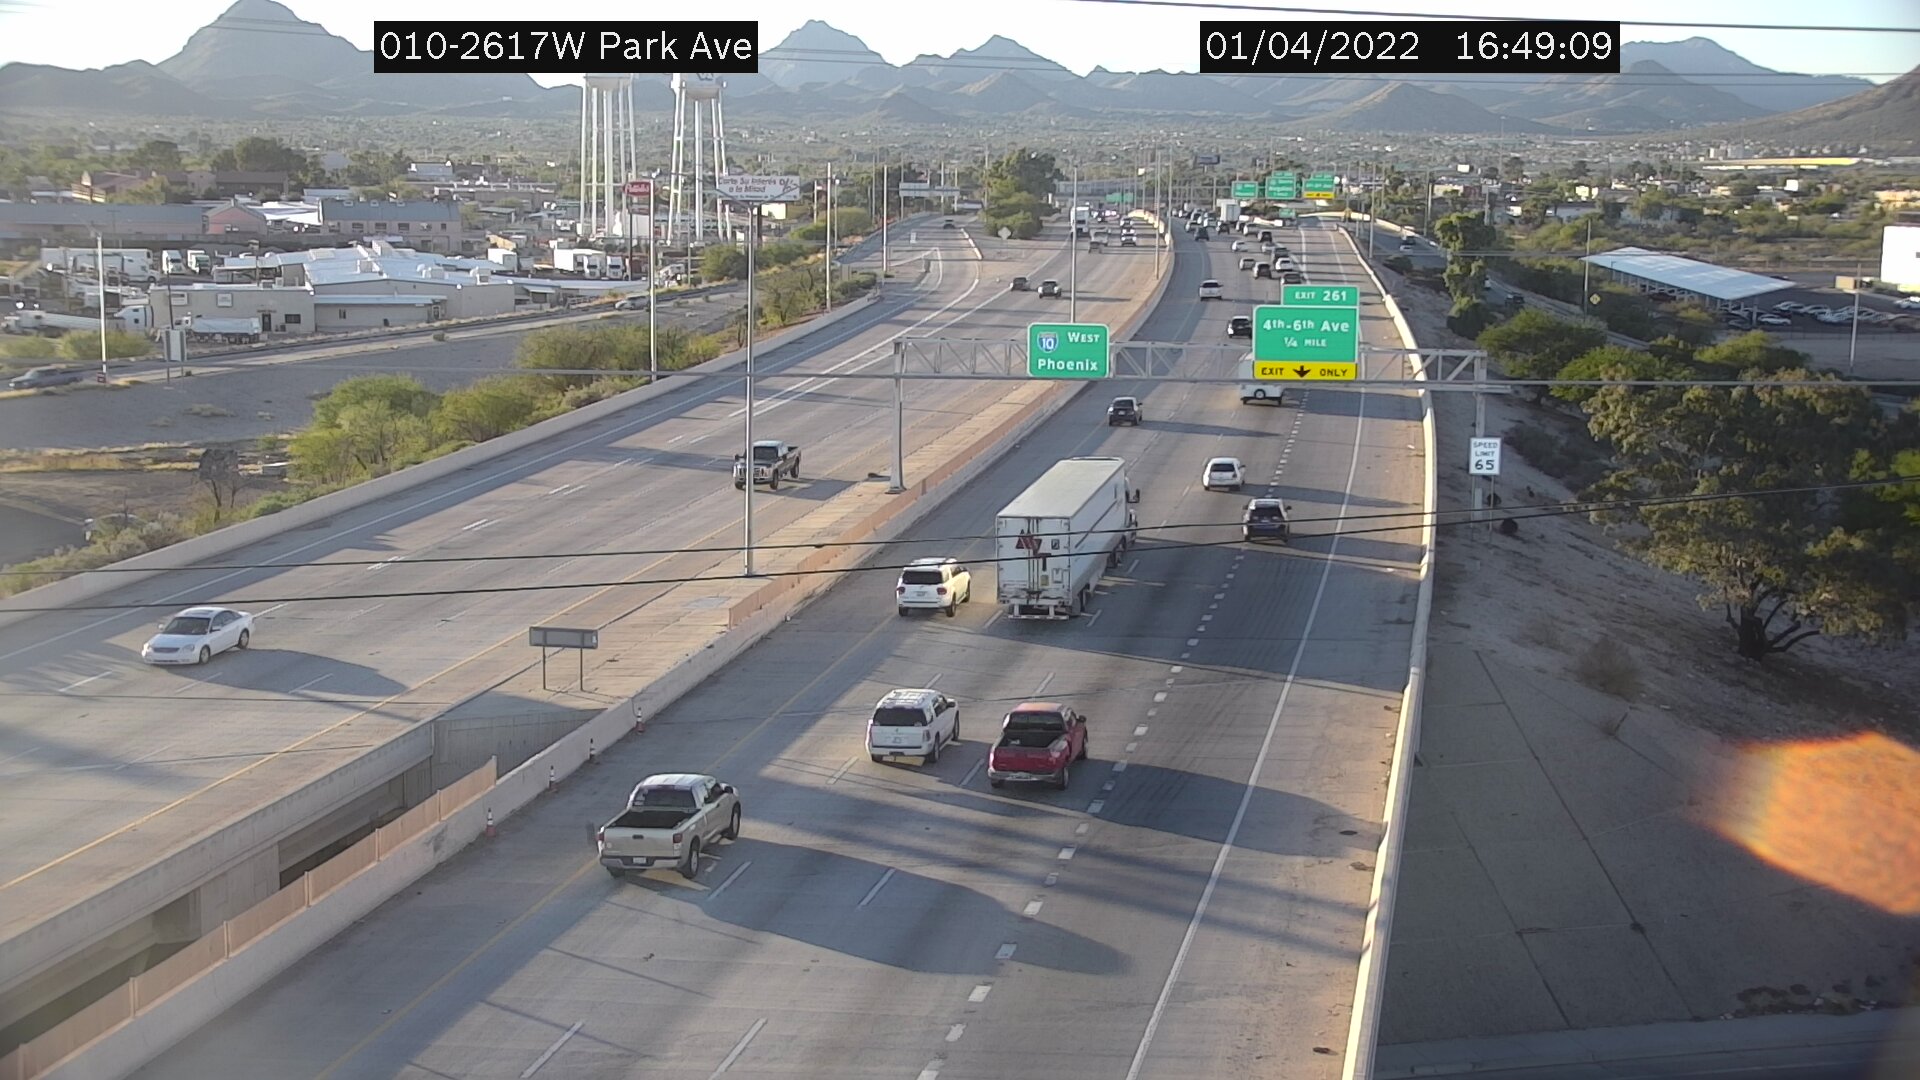 010-2617W Park Ave
01/04/2022 16:49:09
EXIT 261
4th-6th Ave
1/4 MILE
EXIT ONLY
10 WEST
Phoenix
SPEED
LIMIT
65